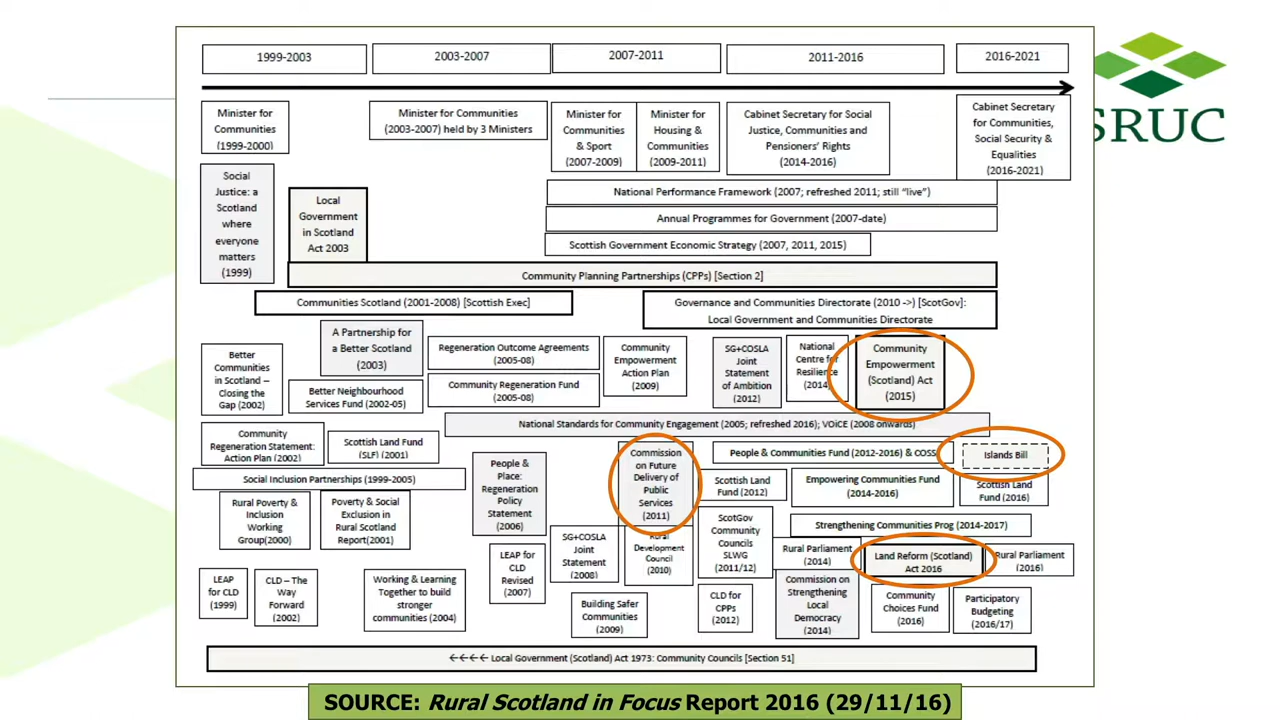 1999-2003
2003-2007
2007-2011
2011-2016
2016-2021
SRUC
Minister for
Communities
(1999-2000)
Minister for Communities
(2003-2007) held by 3 Ministers
Minister for
Communities
& Sport
(2007-2009)
Minister for
Housing &
Communities
(2009-2011)
Cabinet Secretary for Social
Justice, Communities and
Pensioners' Rights
(2014-2016)
Cabinet Secretary
for Communities,
Social Security &
Equalities
(2016-2021)
Social
Justice: a
Scotland
where
everyone
matters
(1999)
Local
Government
in Scotland
Act 2003
National Performance Framework (2007; refreshed 2011; still "live")
Annual Programmes for Government (2007-date)
Scottish Government Economic Strategy (2007, 2011, 2015)
Community Planning Partnerships (CPPs) [Section 2]
Communities Scotland (2001-2008) [Scottish Exec]
Governance and Communities Directorate (2010 ->) [ScotGov]:
Local Government and Communities Directorate
Better
Communities
in Scotland –
Closing the
Gap (2002)
A Partnership for
a Better Scotland
(2003)
Better Neighbourhood
Services Fund (2002-05)
Regeneration Outcome Agreements
(2005-08)
Community Regeneration Fund
(2005-08)
Community
Empowerment
Action Plan
(2009)
SG+COSLA
Joint
Statement
of Ambition
(2012)
National
Centre for
Resilience
(2014)
Community
Empowerment
(Scotland) Act
(2015)
National Standards for Community Engagement (2005; refreshed 2016); VOiCE (2008 onwards)
Community
Regeneration Statement:
Action Plan (2002)
Scottish Land Fund
(SLF) (2001)
Social Inclusion Partnerships (1999-2005)
Rural Poverty &
Inclusion
Working
Group(2000)
Poverty & Social
Exclusion in
Rural Scotland
Report(2001)
People &
Place:
Regeneration
Policy
Statement
(2006)
Commission
on Future
Delivery of
Public
Services
(2011)
People & Communities Fund (2012-2016) & COSS
Islands Bill
Scottish Land
Fund (2012)
Empowering Communities Fund
(2014-2016)
Scottish Land
Fund (2016)
Strengthening Communities Prog (2014-2017)
ScotGov
Community
Councils
SLWG
(2011/12)
SG+COSLA
Joint
Statement
(2008)
Rural
Development
Council
(2010)
LEAP for
CLD
Revised
(2007)
Rural Parliament
(2014)
Land Reform (Scotland)
Act 2016
Rural Parliament
(2016)
LEAP
for CLD
(1999)
CLD – The
Way
Forward
(2002)
Working & Learning
Together to build
stronger
communities (2004)
Building Safer
Communities
(2009)
CLD for
CPPs
(2012)
Commission on
Strengthening
Local
Democracy
(2014)
Community
Choices Fund
(2016)
Participatory
Budgeting
(2016/17)
←←←← Local Government (Scotland) Act 1973: Community Councils [Section 51]
SOURCE: Rural Scotland in Focus Report 2016 (29/11/16)